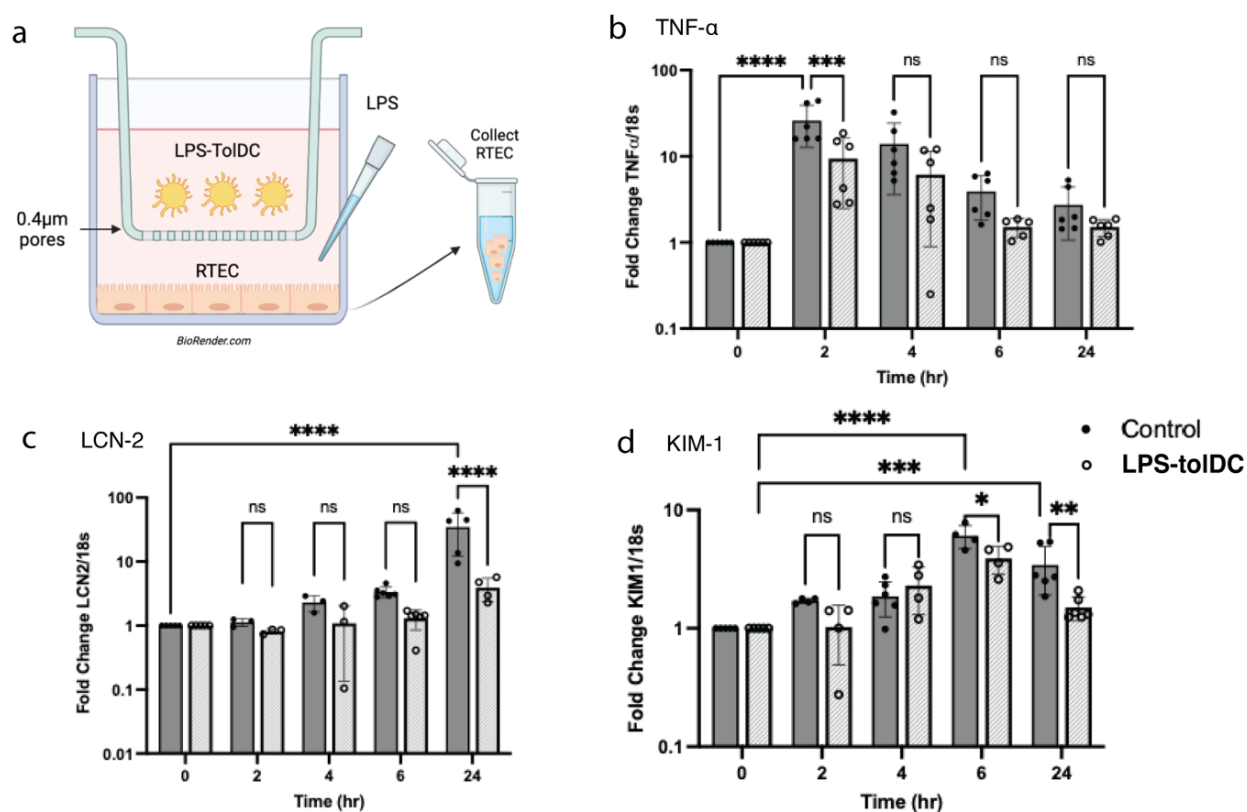 a
LPS
LPS-TolDC
Collect
RTEC
0.4µm
pores
RTEC
BioRender.com
b
TNF-α
****
***
ns
ns
ns
Fold Change TNFα/18s
100
10
1
0.1
0
2
4
6
24
Time (hr)
c
LCN-2
****
****
ns
ns
ns
Fold Change LCN2/18s
100
10
1
0.1
0.01
0
2
4
6
24
Time (hr)
d
KIM-1
****
***
ns
ns
*
**
Control
LPS-tolDC
Fold Change KIM1/18s
10
1
0.1
0
2
4
6
24
Time (hr)